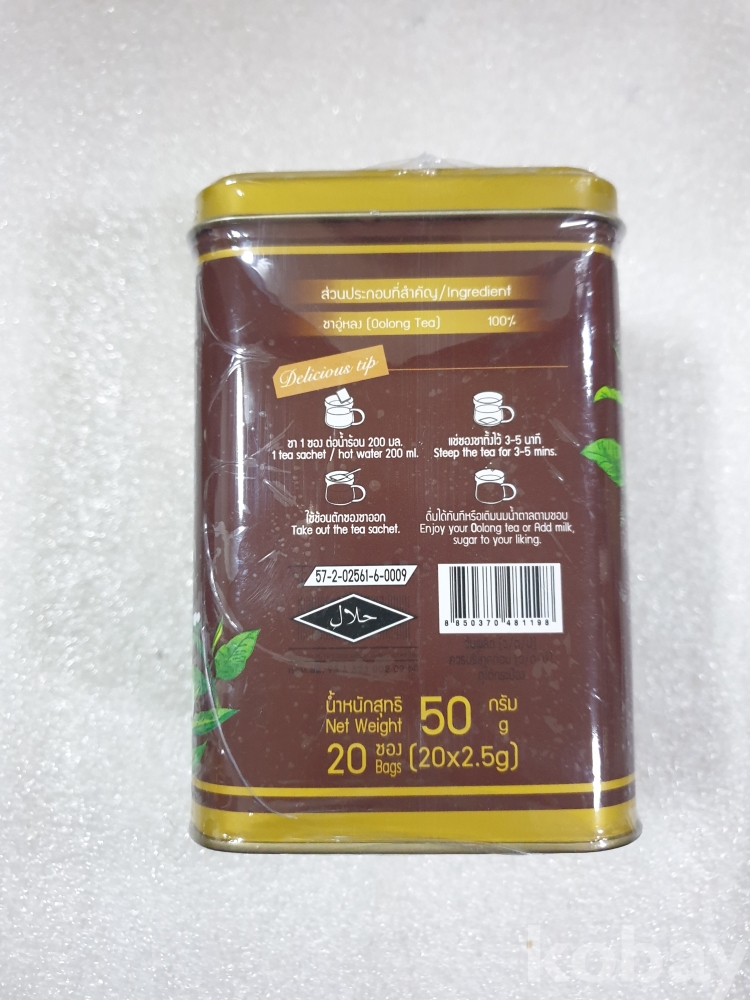 ส่วนประกอบที่สำคัญ/Ingredient
ชาอู่หลง (Oolong Tea) 100%
Delicious tip
ชา 1 ซอง ต่อน้ำร้อน 200 มล.
1 tea sachet / hot water 200 ml.
แช่ซองชาทิ้งไว้ 3-5 นาที
Steep the tea for 3-5 mins.
ใช้ช้อนตักซองชาออก
Take out the tea sachet.
ดื่มได้ทันทีหรือเติมนมน้ำตาลตามชอบ
Enjoy your Oolong tea or Add milk,
sugar to your liking.
57-2-02561-6-0009
حلال
8 850370 481198
น้ำหนักสุทธิ 50 กรัม
Net Weight g
20 ซอง (20x2.5g)
Bags
kobay